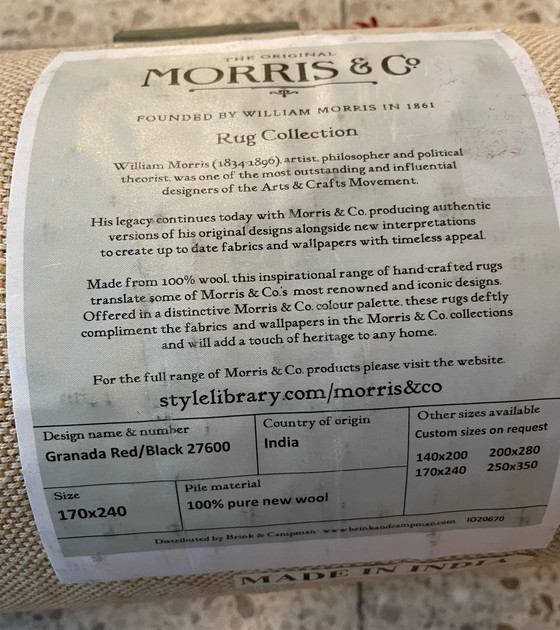 THE ORIGINAL
MORRIS & Co
FOUNDED BY WILLIAM MORRIS IN 1861
Rug Collection
William Morris (1834-1896), artist, philosopher and political
theorist, was one of the most outstanding and influential
designers of the Arts & Crafts Movement.
His legacy continues today with Morris & Co. producing authentic
versions of his original designs alongside new interpretations
to create up to date fabrics and wallpapers with timeless appeal.
Made from 100% wool, this inspirational range of hand-crafted rugs
translate some of Morris & Co.'s most renowned and iconic designs.
Offered in a distinctive Morris & Co. colour palette, these rugs deftly
compliment the fabrics and wallpapers in the Morris & Co. collections
and will add a touch of heritage to any home.
For the full range of Morris & Co. products please visit the website.
stylelibrary.com/morris&co
Design name & number
Granada Red/Black 27600
Country of origin
India
Other sizes available
Custom sizes on request
140x200 200x280
170x240 250x350
Size
170x240
Pile material
100% pure new wool
Distributed by Brink & Campman www.brinkandcampman.com IO20670
MADE IN INDIA